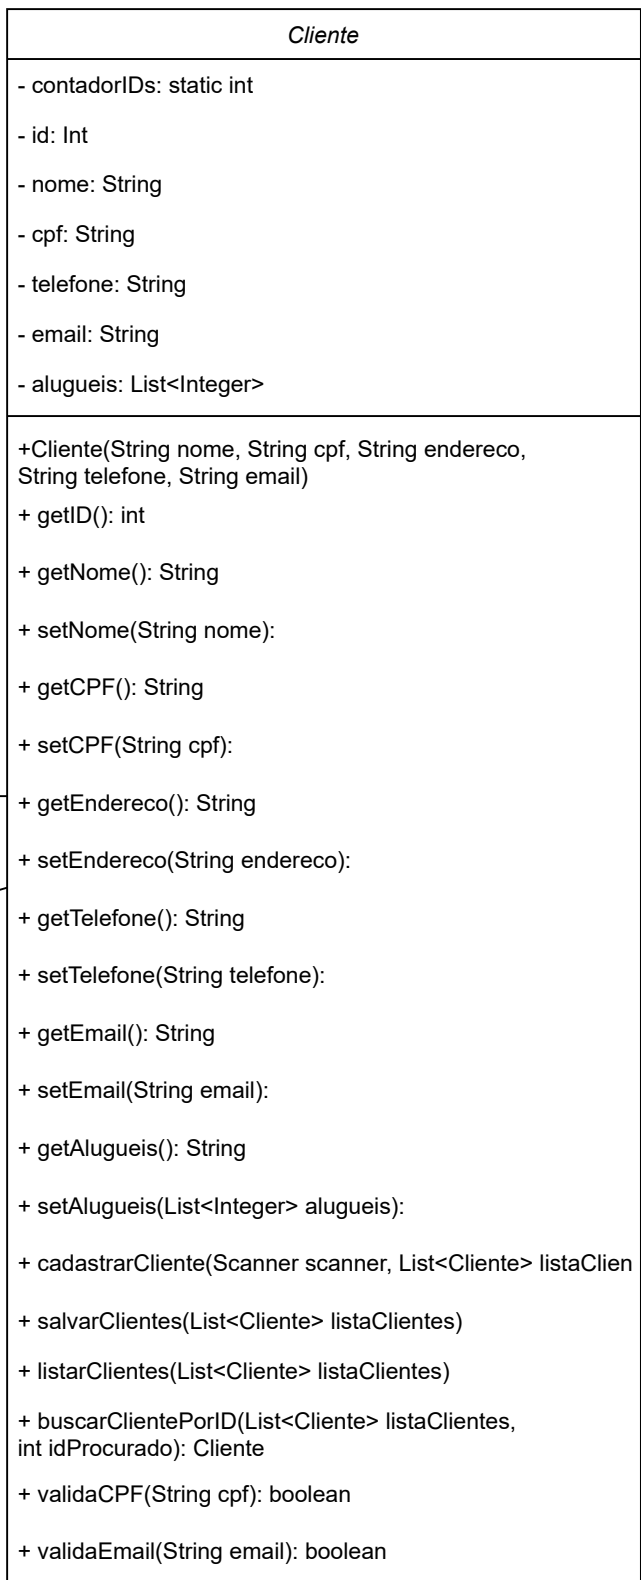 Cliente
- contadorIDs: static int
- id: Int
- nome: String
- cpf: String
- telefone: String
- email: String
- alugueis: List<Integer>
+Cliente(String nome, String cpf, String endereco,
String telefone, String email)
+ getID(): int
+ getNome(): String
+ setNome(String nome):
+ getCPF(): String
+ setCPF(String cpf):
+ getEndereco(): String
+ setEndereco(String endereco):
+ getTelefone(): String
+ setTelefone(String telefone):
+ getEmail(): String
+ setEmail(String email):
+ getAlugueis(): String
+ setAlugueis(List<Integer> alugueis):
+ cadastrarCliente(Scanner scanner, List<Cliente> listaClien
+ salvarClientes(List<Cliente> listaClientes)
+ listarClientes(List<Cliente> listaClientes)
+ buscarClientePorID(List<Cliente> listaClientes,
int idProcurado): Cliente
+ validaCPF(String cpf): boolean
+ validaEmail(String email): boolean